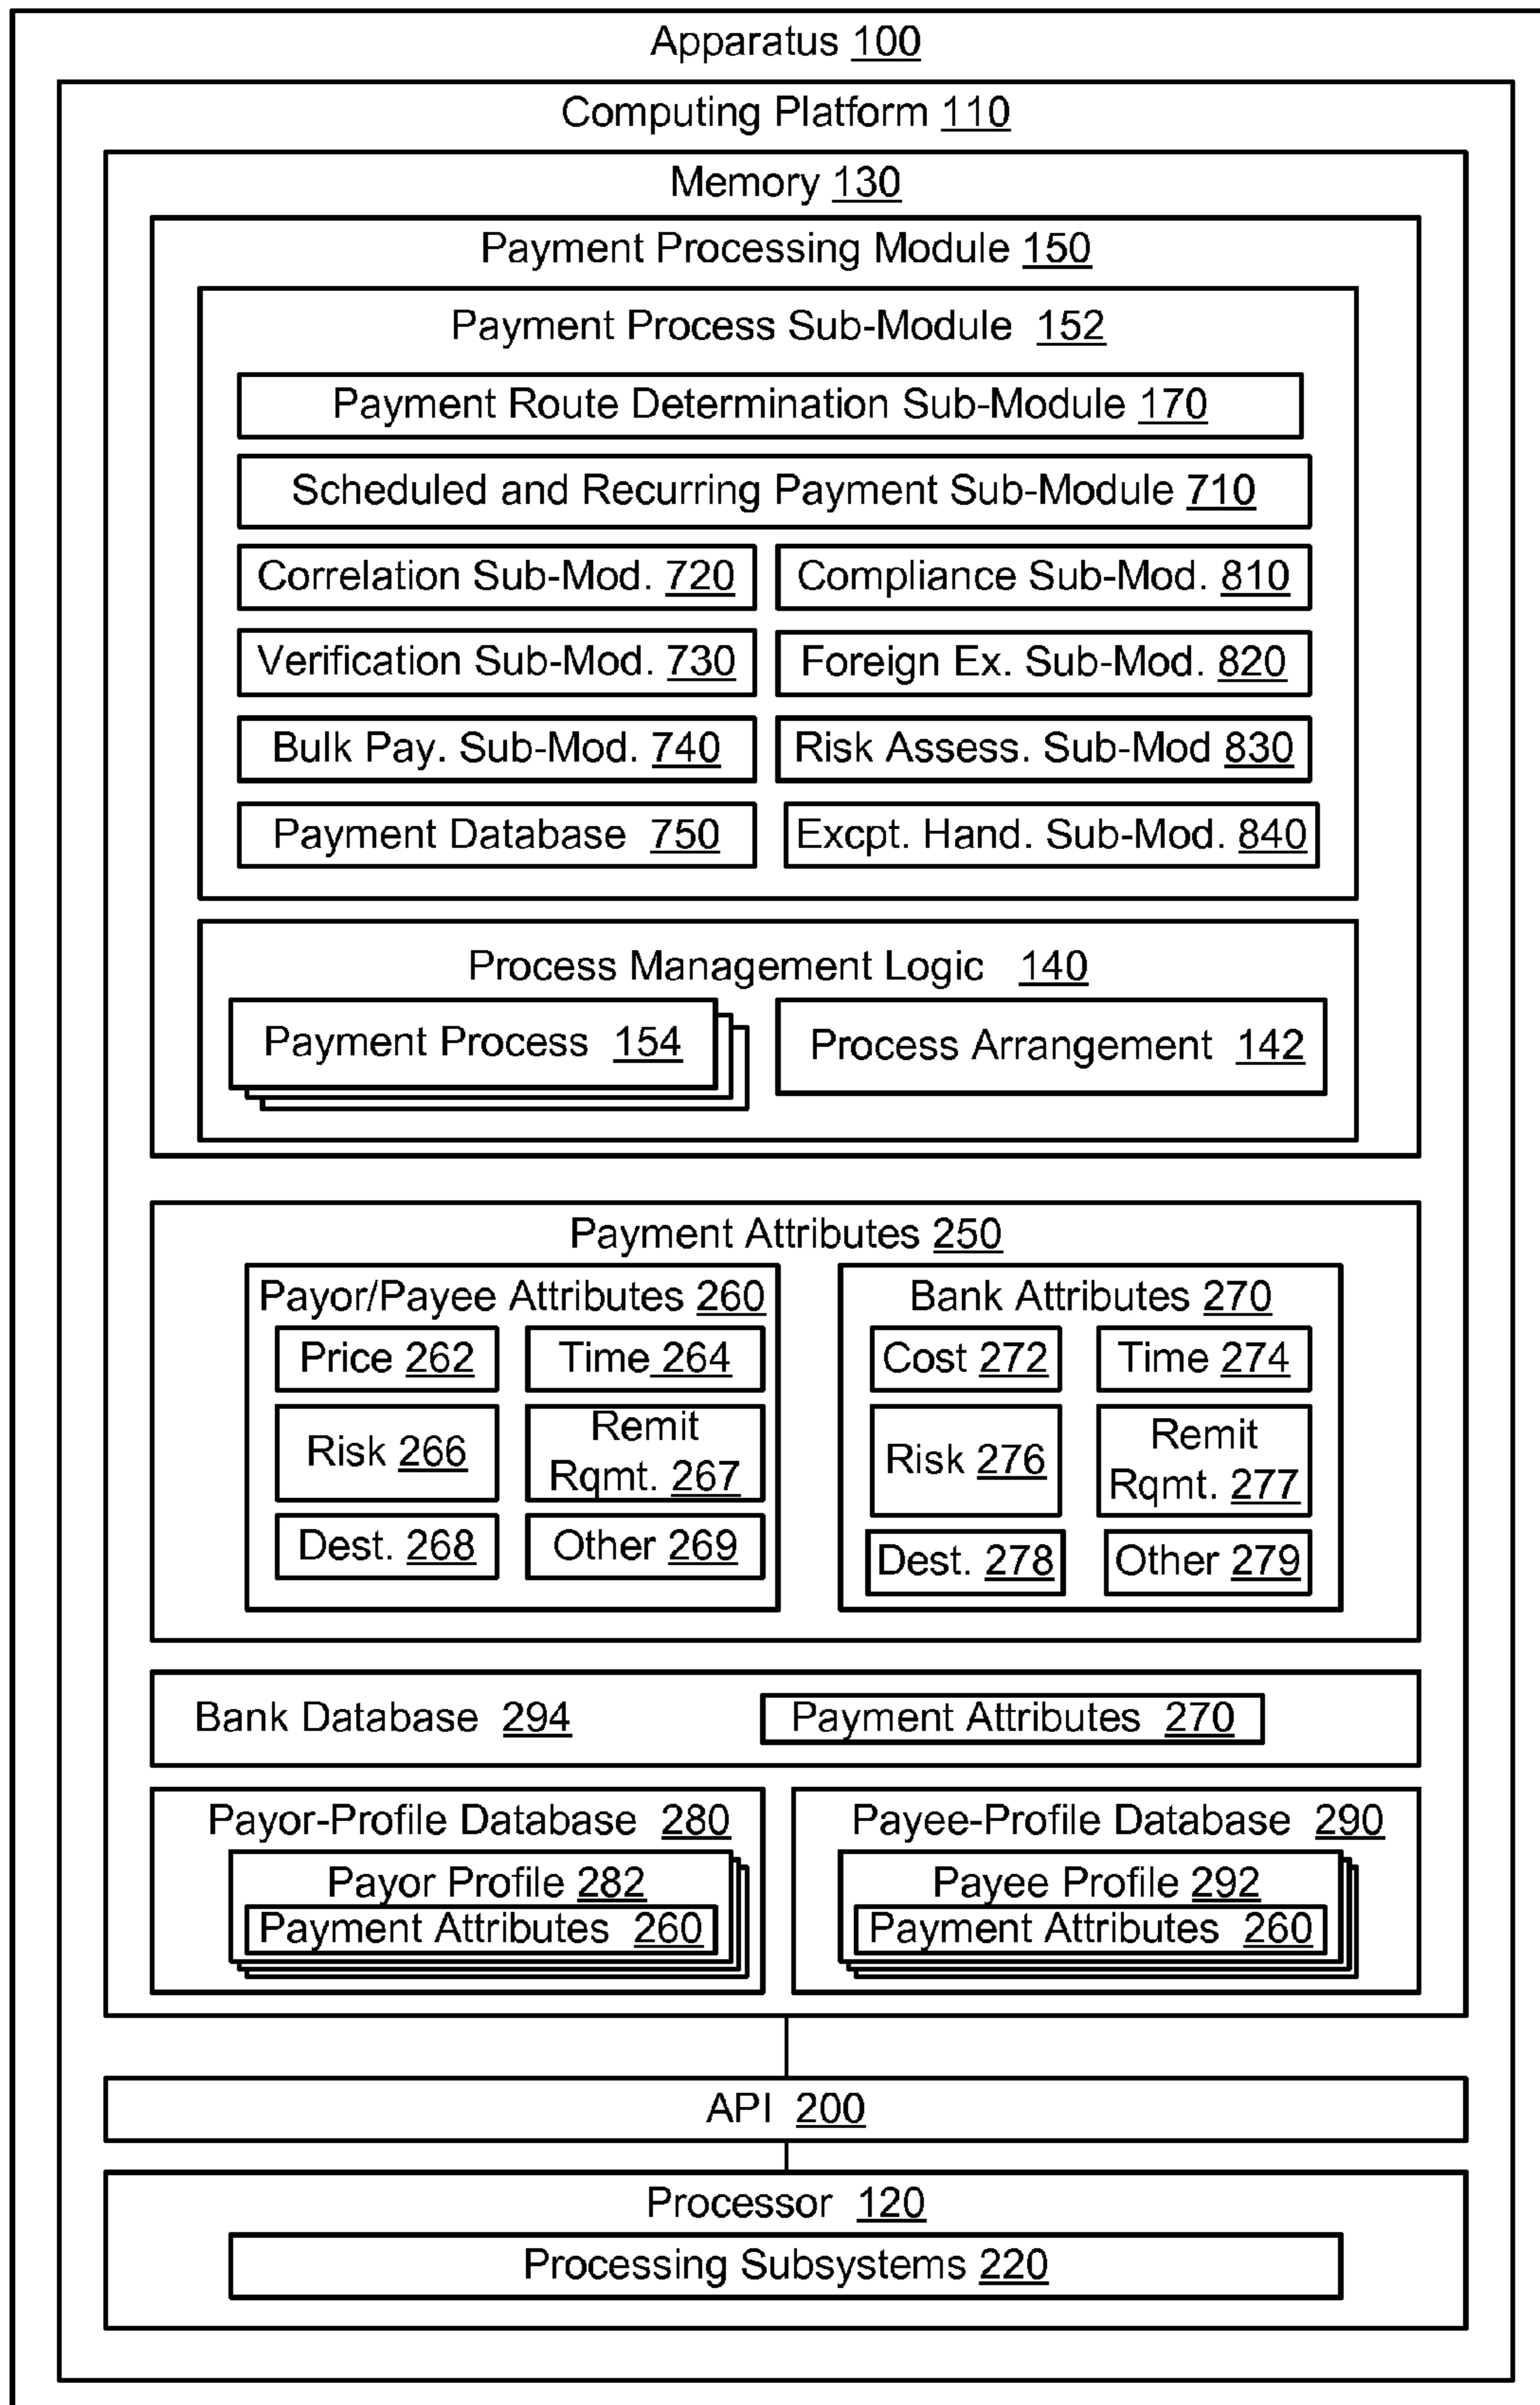 Apparatus 100
Computing Platform 110
Memory 130
Payment Processing Module 150
Payment Process Sub-Module 152
Payment Route Determination Sub-Module 170
Scheduled and Recurring Payment Sub-Module 710
Correlation Sub-Mod. 720
Compliance Sub-Mod. 810
Verification Sub-Mod. 730
Foreign Ex. Sub-Mod. 820
Bulk Pay. Sub-Mod. 740
Risk Assess. Sub-Mod 830
Payment Database 750
Excpt. Hand. Sub-Mod. 840
Process Management Logic 140
Payment Process 154
Process Arrangement 142
Payment Attributes 250
Payor/Payee Attributes 260
Price 262
Time 264
Risk 266
Remit
Rqmt. 267
Dest. 268
Other 269
Bank Attributes 270
Cost 272
Time 274
Risk 276
Remit
Rqmt. 277
Dest. 278
Other 279
Bank Database 294
Payment Attributes 270
Payor-Profile Database 280
Payor Profile 282
Payment Attributes 260
Payee-Profile Database 290
Payee Profile 292
Payment Attributes 260
API 200
Processor 120
Processing Subsystems 220